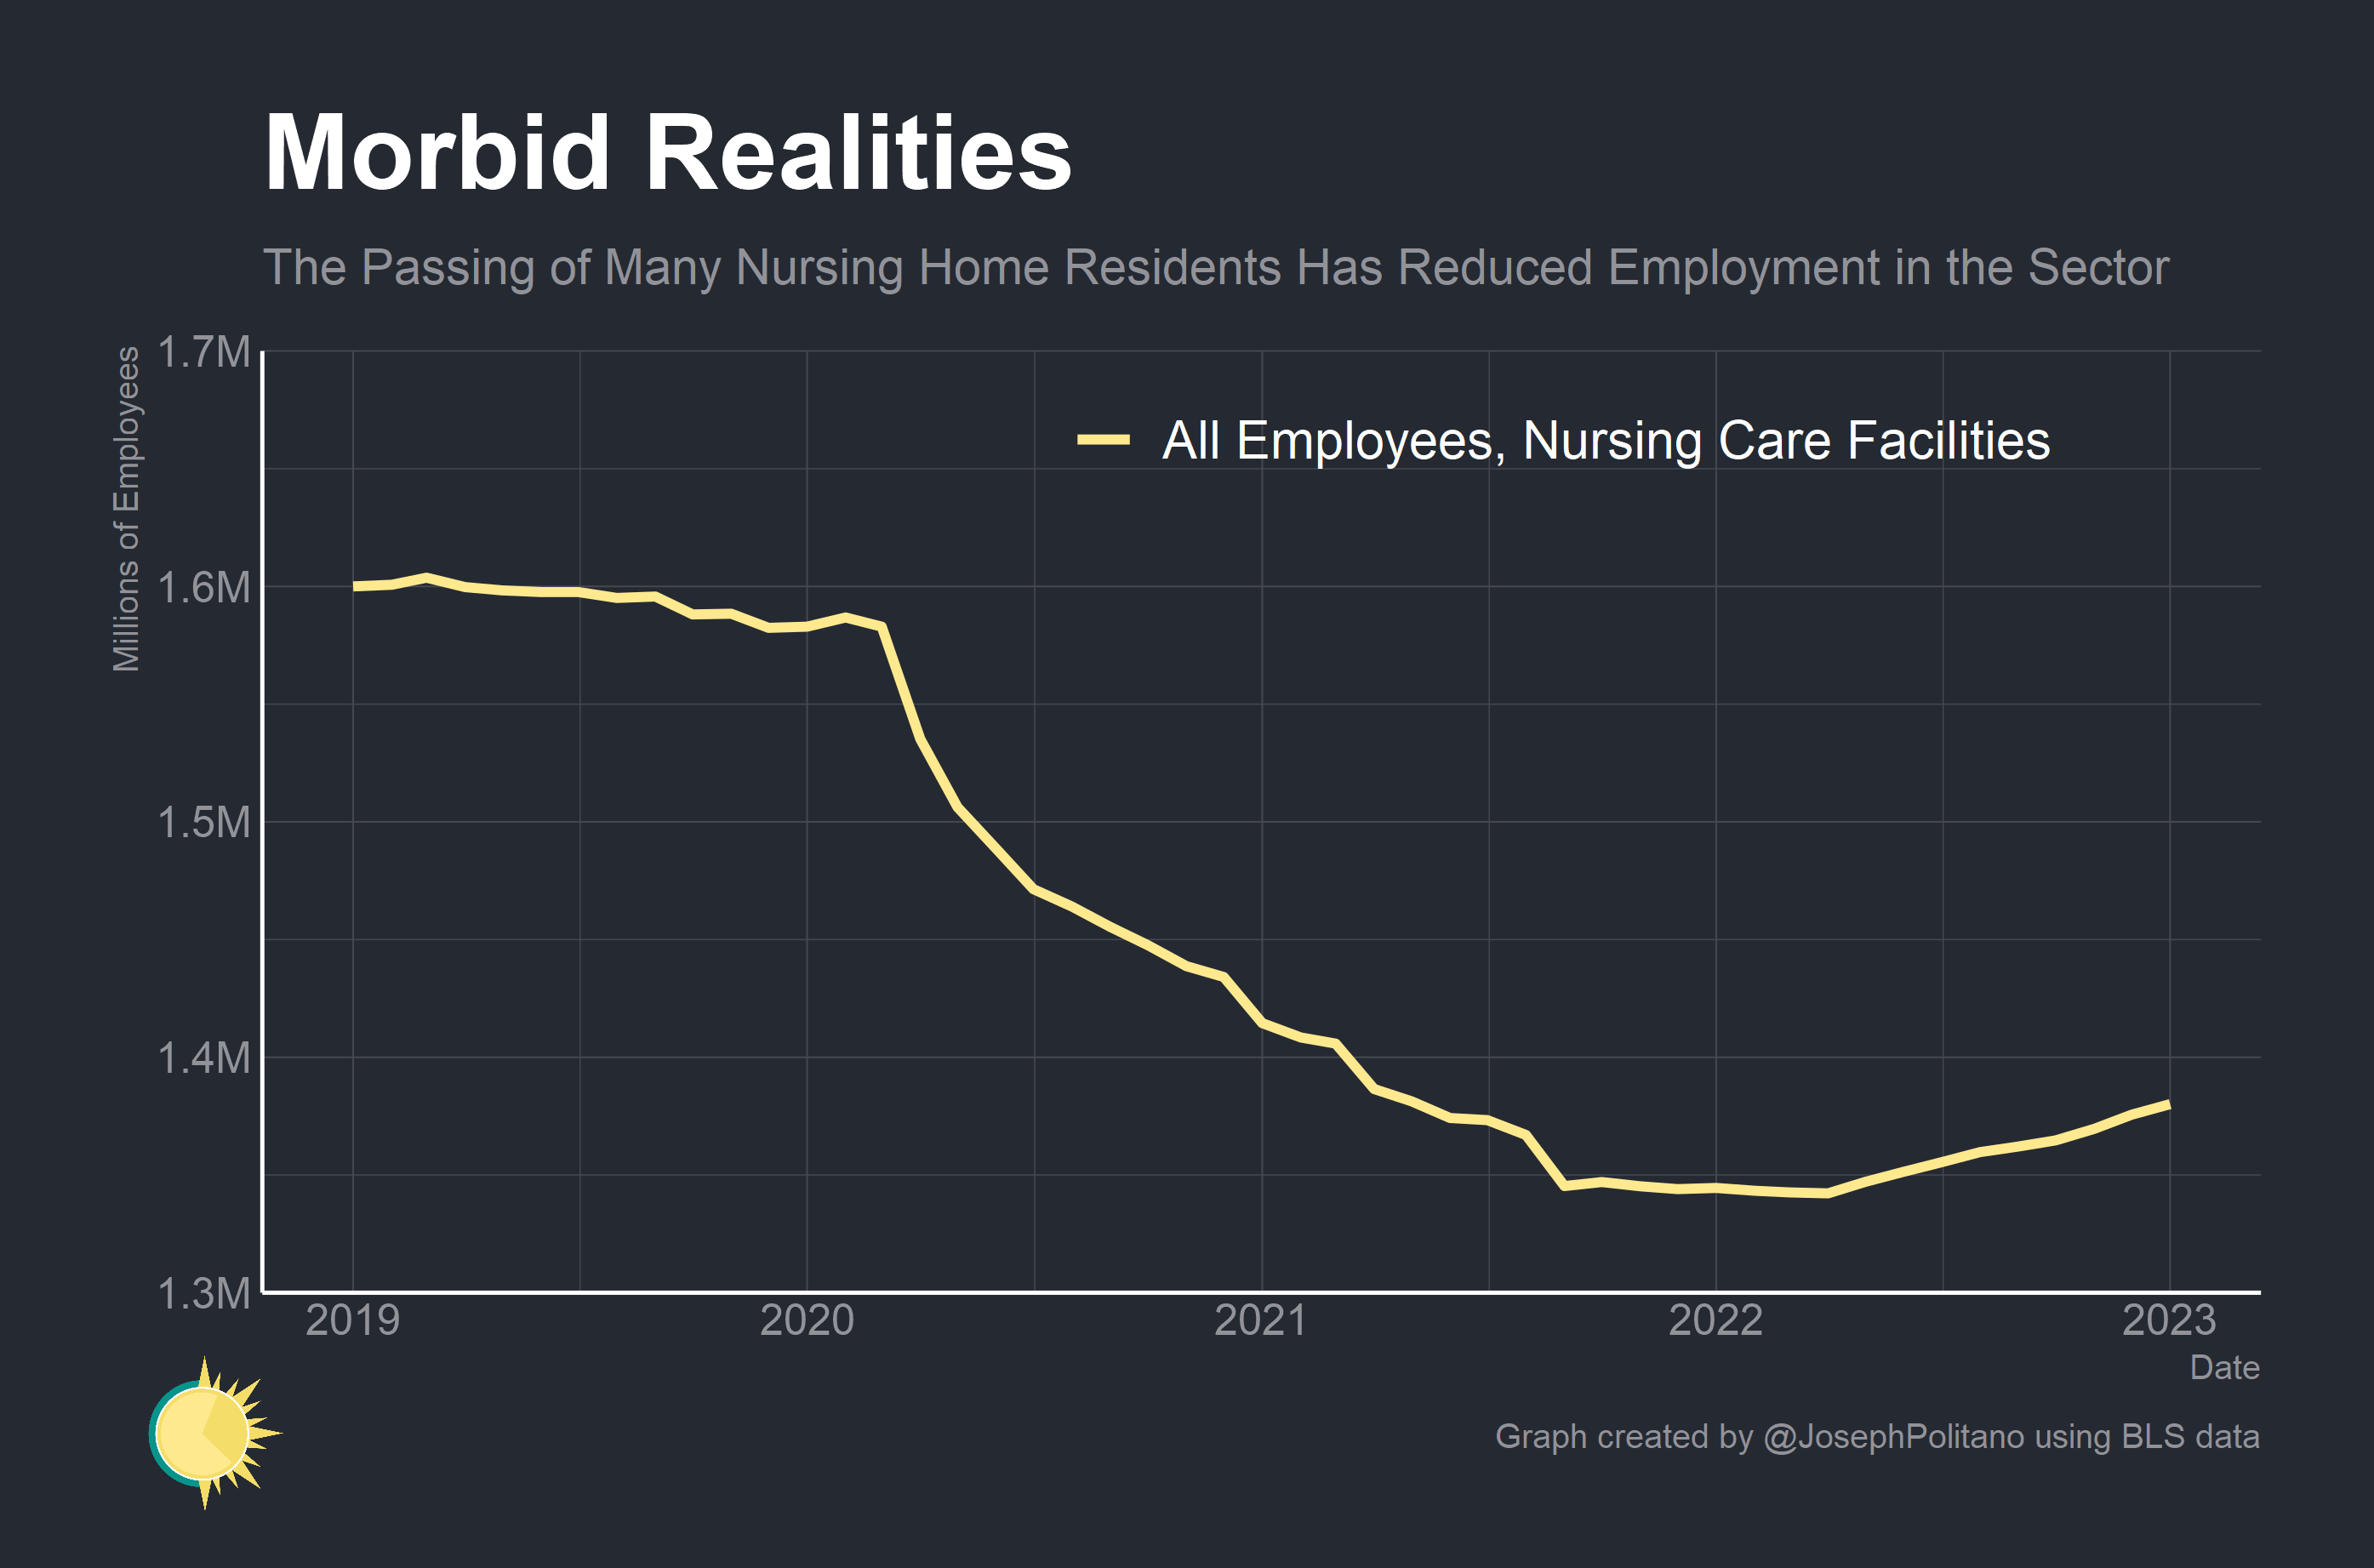 Morbid Realities
The Passing of Many Nursing Home Residents Has Reduced Employment in the Sector
Millions of Employees
1.7M
1.6M
1.5M
1.4M
1.3M
All Employees, Nursing Care Facilities
2019 2020 2021 2022 2023
Date
Graph created by @JosephPolitano using BLS data